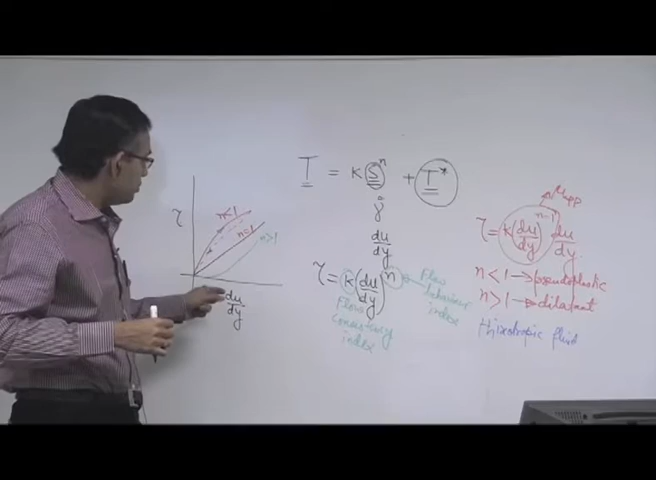 T = K S^n + T*
γ̇
du/dy
τ
n<1
n=1
n>1
du/dy
τ = K(du/dy)^n
Flow behaviour index
Flow consistency index
μapp
τ = K(du/dy)^n-1 du/dy
n<1 → pseudoplastic
n>1 → dilatant
thixotropic fluid